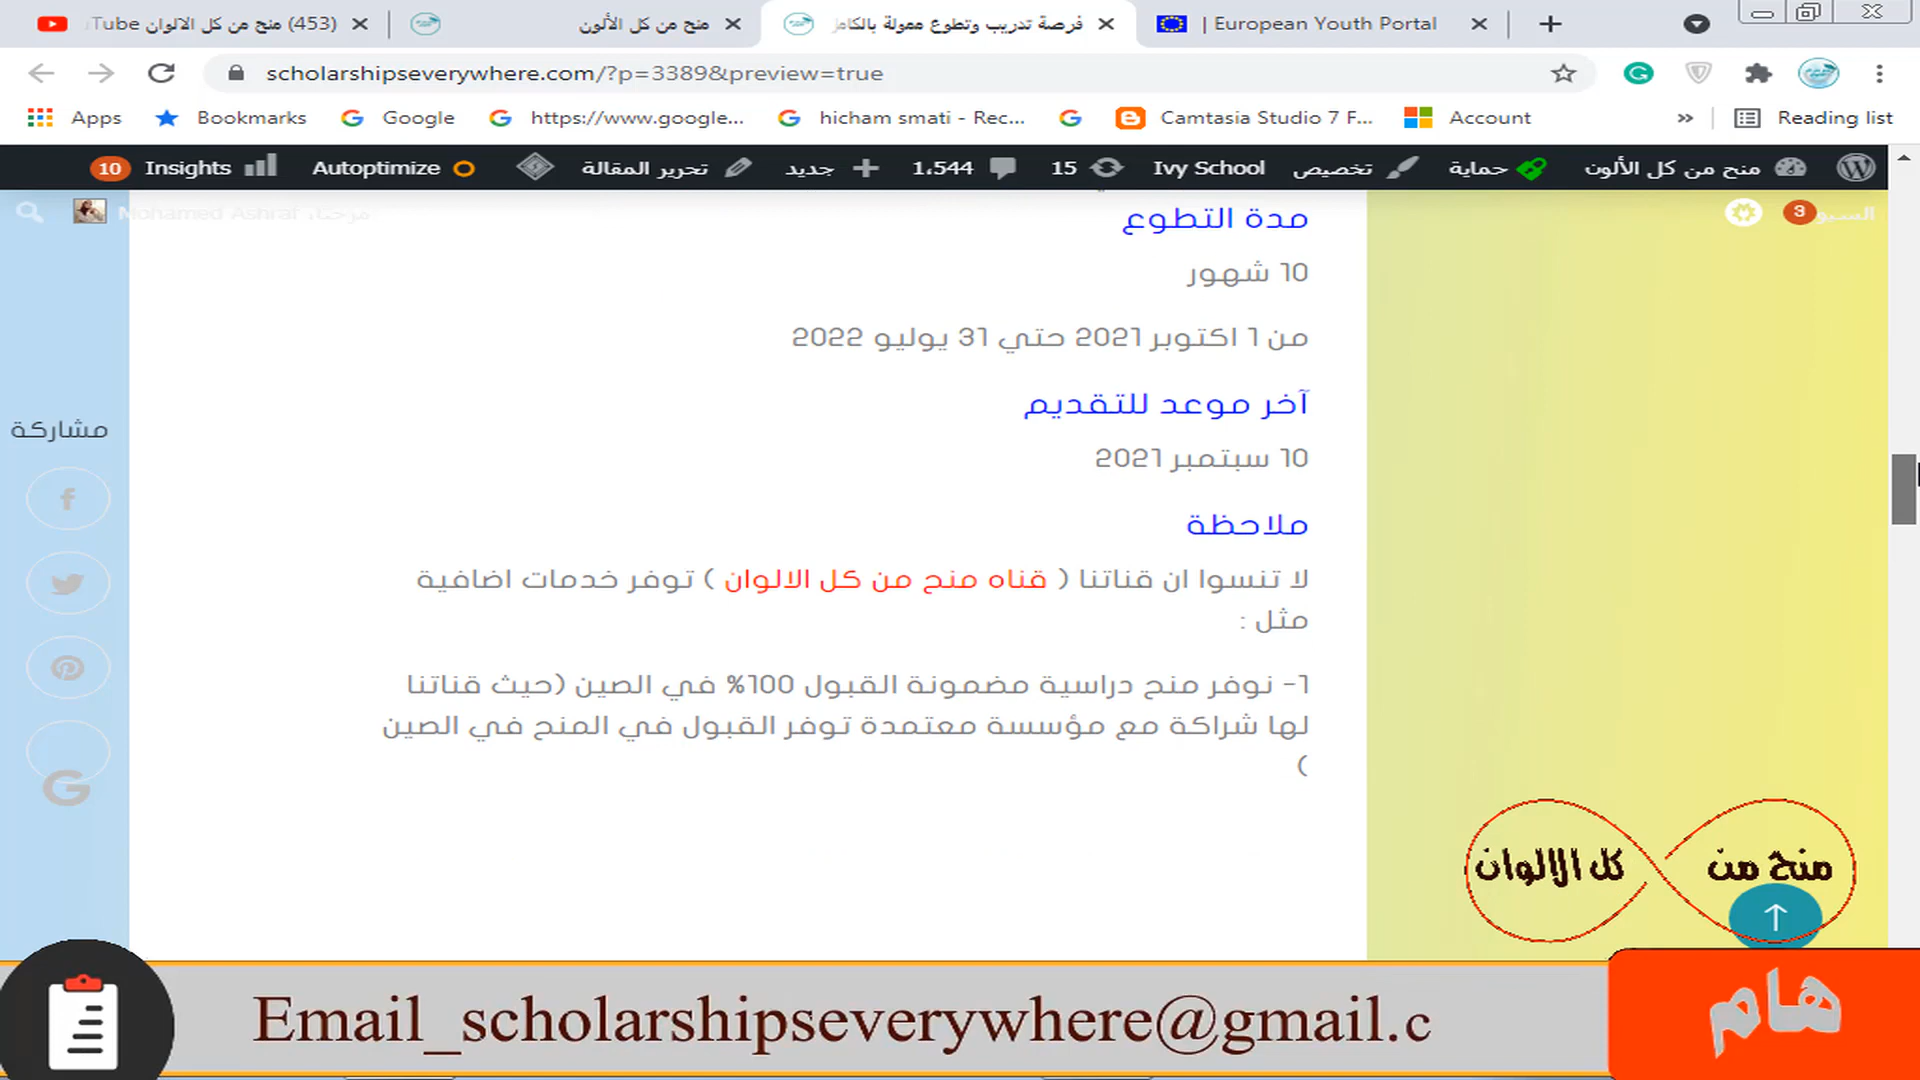 Tube منح من كل الالوان (453)
منح من كل الألون
فرصة تدريب وتطوع ممولة بالكامل
| European Youth Portal
scholarshipseverywhere.com/?p=3389&preview=true
Apps
Bookmarks
Google
https://www.google...
hicham smati - Rec...
Camtasia Studio 7 F...
Account
»
Reading list
10 Insights
Autoptimize
تحرير المقالة
جديد
1,544
15
Ivy School
تخصيص
حماية
منح من كل الألون
مرحبًا، Mohamed Ashraf
3
السيو
مدة التطوع
10 شهور
من 1 اكتوبر 2021 حتي 31 يوليو 2022
آخر موعد للتقديم
10 سبتمبر 2021
مشاركة
ملاحظة
لا تنسوا ان قناتنا ( قناه منح من كل الالوان ) توفر خدمات اضافية
مثل :
1- نوفر منح دراسية مضمونة القبول 100% في الصين (حيث قناتنا
لها شراكة مع مؤسسة معتمدة توفر القبول في المنح في الصين
)
منح من كل الالوان
Email_scholarshipseverywhere@gmail.c
هام